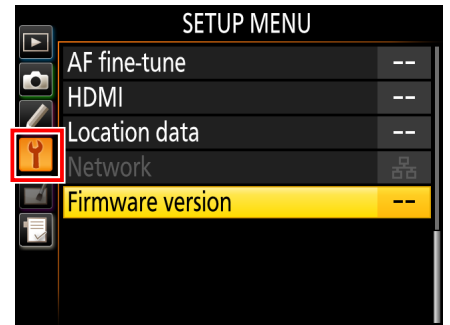 SETUP MENU
AF fine-tune --
HDMI --
Location data --
Network
Firmware version --